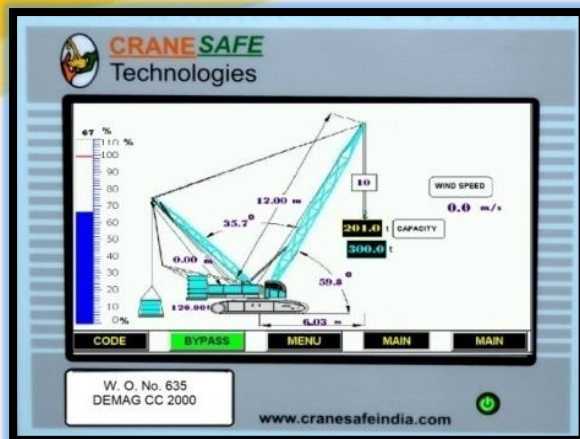 CRANESAFE
Technologies
67 %
110 %
100
90
80
70
60
50
40
30
20
10
0%
12.00 m
35.7°
0.00 m
120.00t
59.8°
6.03 m
10
201.0 t CAPACITY
300.0 t
WIND SPEED
0.0 m/s
CODE BYPASS MENU MAIN MAIN
W. O. No. 635
DEMAG CC 2000
www.cranesafeindia.com